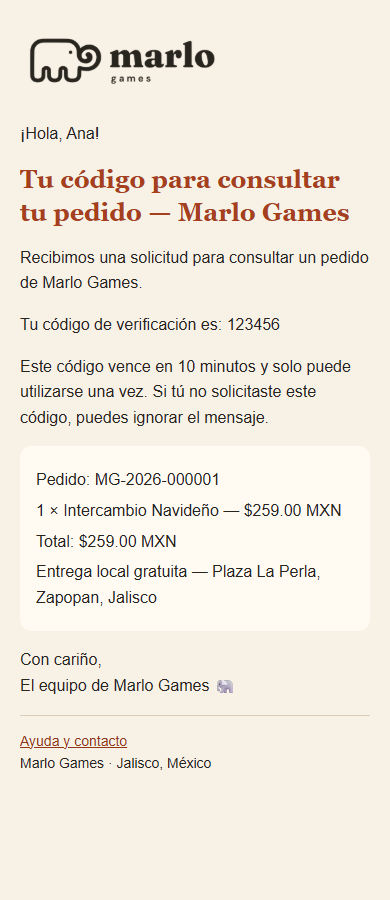 marlo
games
¡Hola, Ana!
Tu código para consultar
tu pedido — Marlo Games
Recibimos una solicitud para consultar un pedido
de Marlo Games.
Tu código de verificación es: 123456
Este código vence en 10 minutos y solo puede
utilizarse una vez. Si tú no solicitaste este
código, puedes ignorar el mensaje.
Pedido: MG-2026-000001
1 × Intercambio Navideño — $259.00 MXN
Total: $259.00 MXN
Entrega local gratuita — Plaza La Perla,
Zapopan, Jalisco
Con cariño,
El equipo de Marlo Games 🐘
Ayuda y contacto
Marlo Games · Jalisco, México